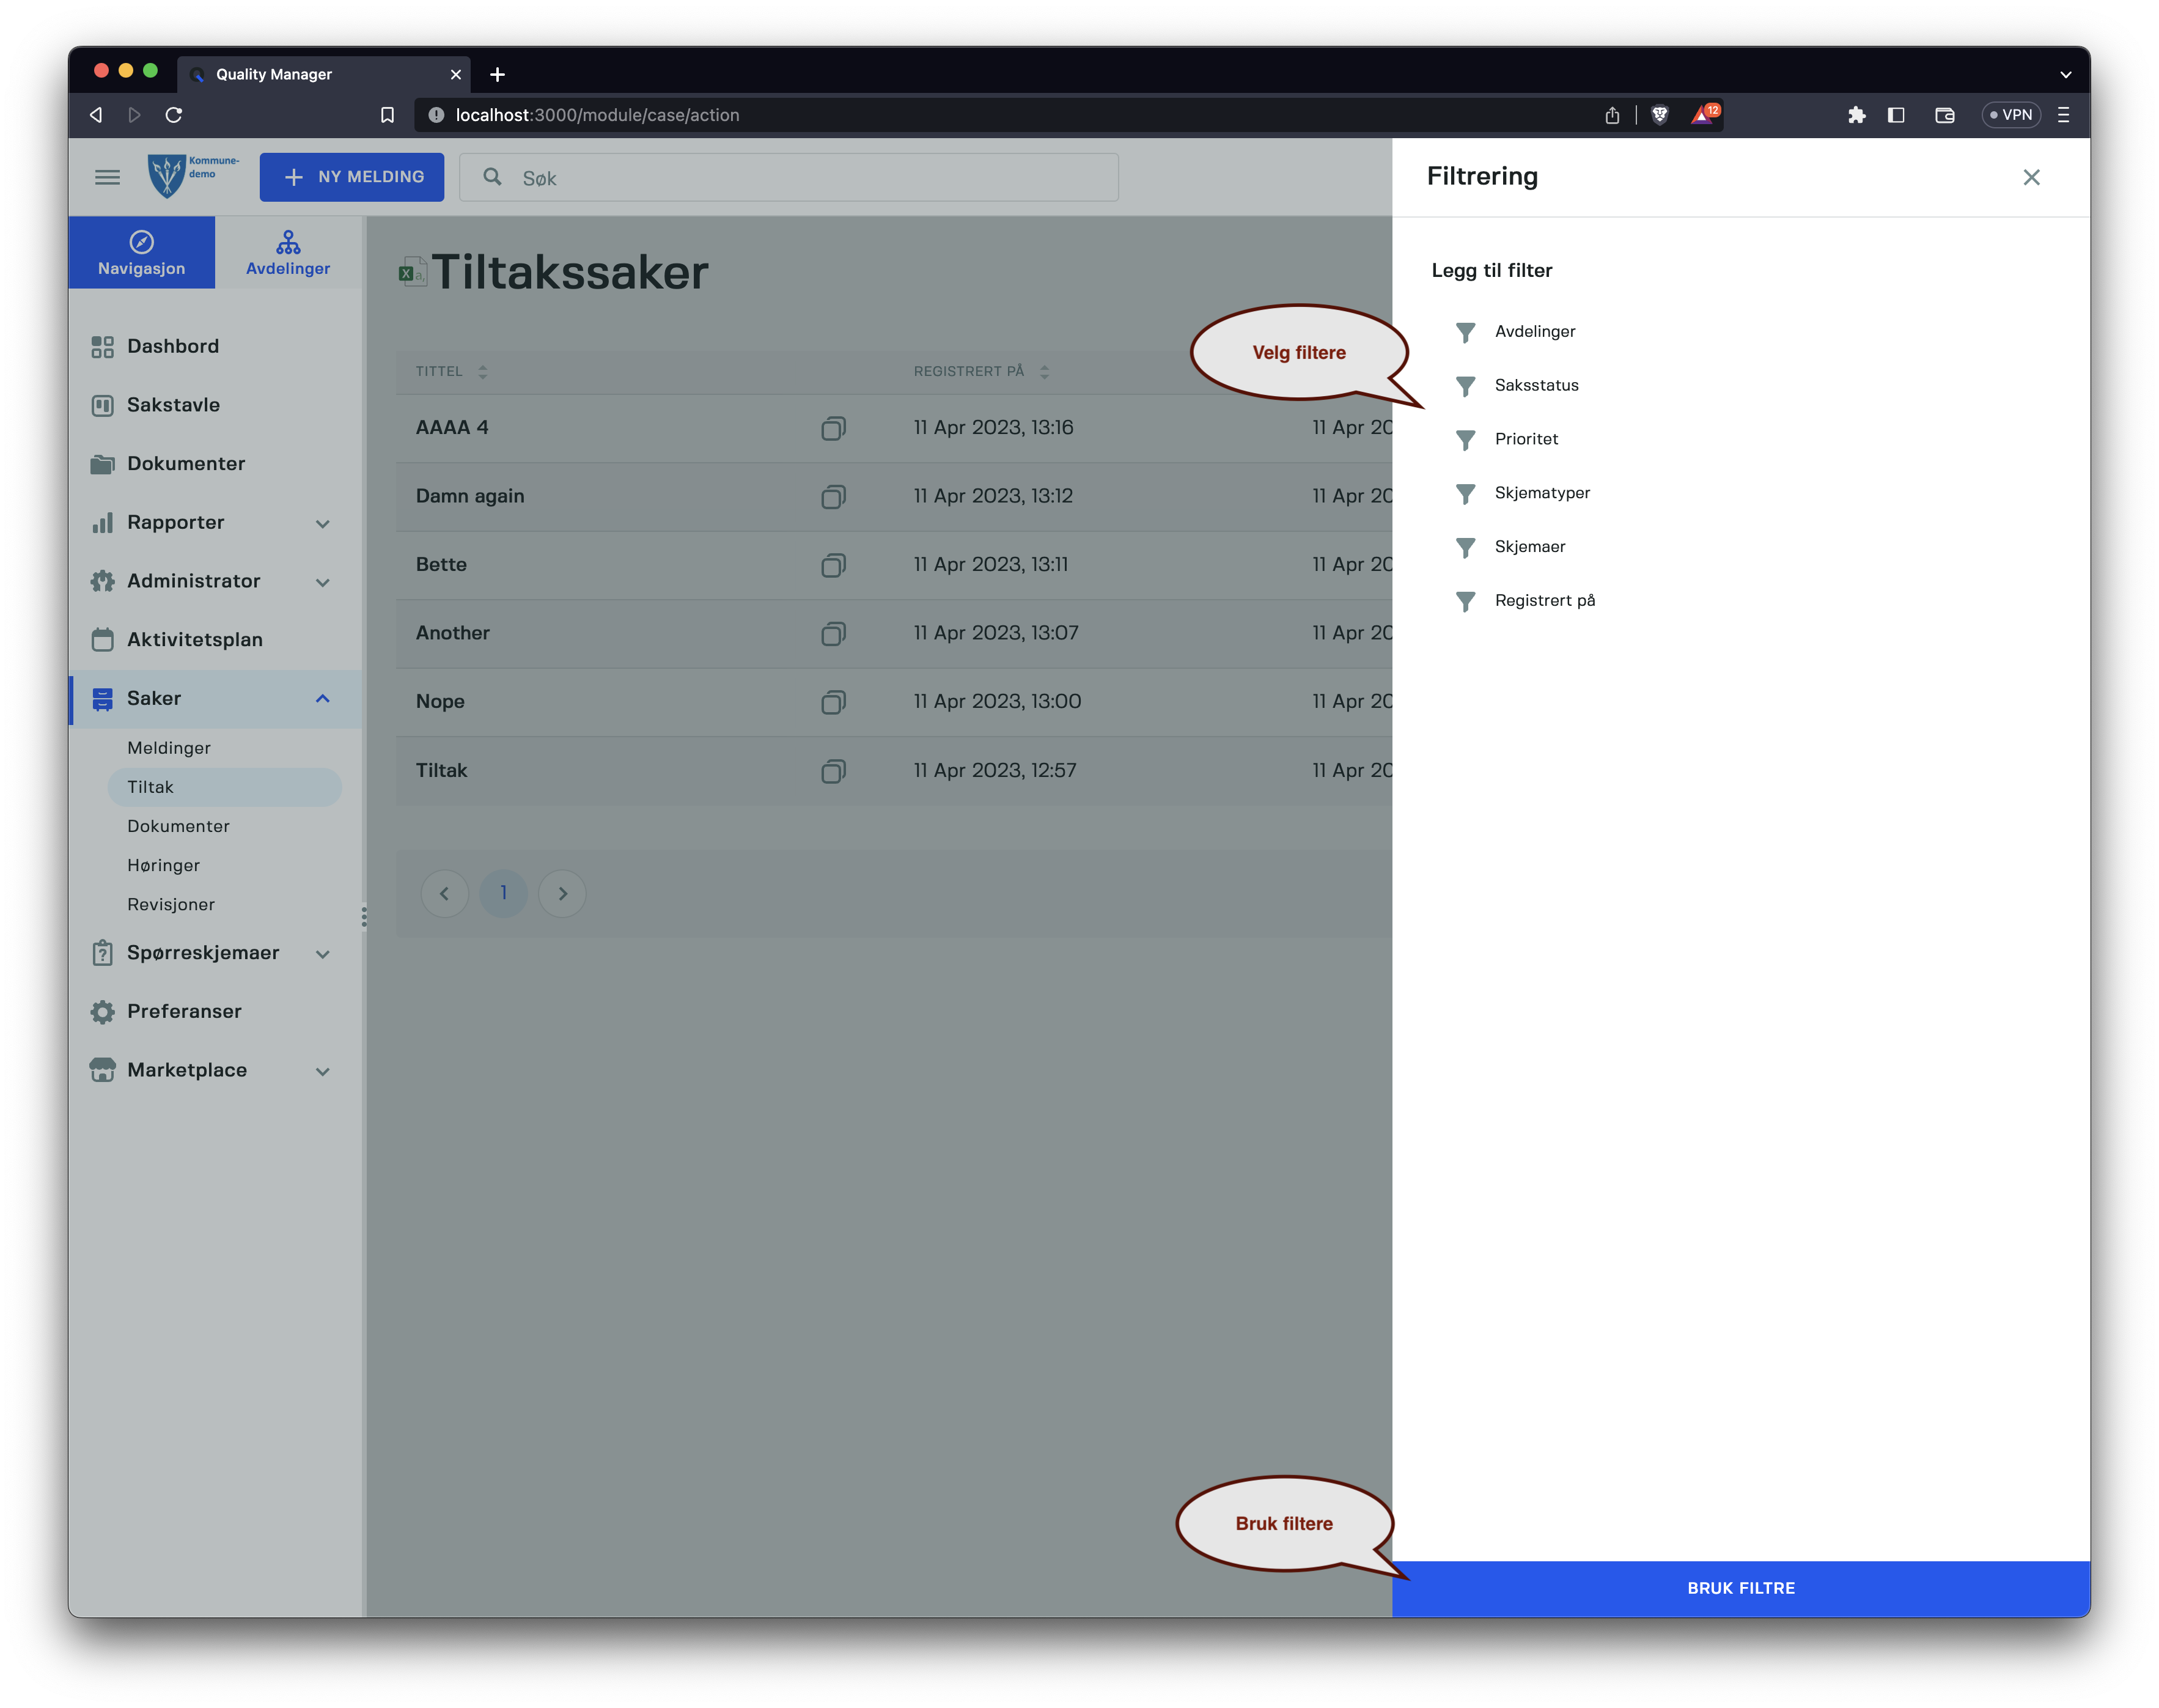 Quality Manager
localhost:3000/module/case/action
12
VPN
Kommune-
demo
NY MELDING
Søk
Filtrering
Navigasjon
Avdelinger
Dashbord
Sakstavle
Dokumenter
Rapporter
Administrator
Aktivitetsplan
Saker
Meldinger
Tiltak
Dokumenter
Høringer
Revisjoner
Spørreskjemaer
Preferanser
Marketplace
Tiltakssaker
TITTEL
REGISTRERT PÅ
AAAA 4
11 Apr 2023, 13:16
11 Apr 20
Damn again
11 Apr 2023, 13:12
11 Apr 20
Bette
11 Apr 2023, 13:11
11 Apr 20
Another
11 Apr 2023, 13:07
11 Apr 20
Nope
11 Apr 2023, 13:00
11 Apr 20
Tiltak
11 Apr 2023, 12:57
11 Apr 20
1
Velg filtere
Legg til filter
Avdelinger
Saksstatus
Prioritet
Skjematyper
Skjemaer
Registrert på
Bruk filtere
BRUK FILTRE